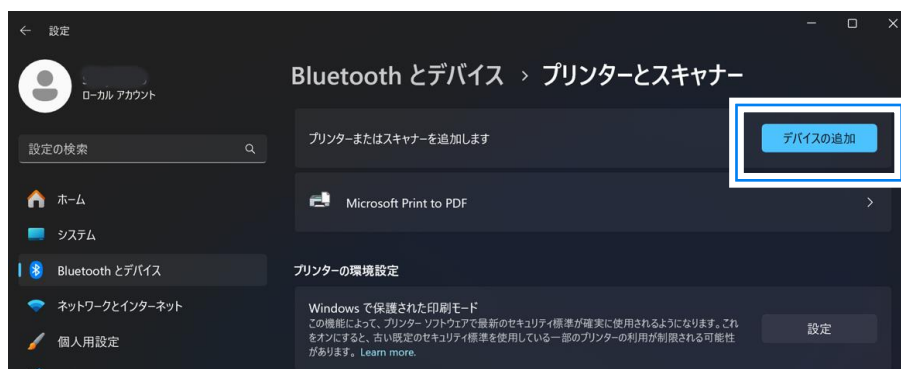 設定
ローカル アカウント
設定の検索
ホーム
システム
Bluetooth とデバイス
ネットワークとインターネット
個人用設定
Bluetooth とデバイス > プリンターとスキャナー
プリンターまたはスキャナーを追加します
デバイスの追加
Microsoft Print to PDF
プリンターの環境設定
Windows で保護された印刷モード
この機能によって、プリンター ソフトウェアで最新のセキュリティ標準が確実に使用されるようになります。これ
をオンにすると、古い既定のセキュリティ標準を使用している一部のプリンターの利用が制限される可能性
があります。Learn more.
設定